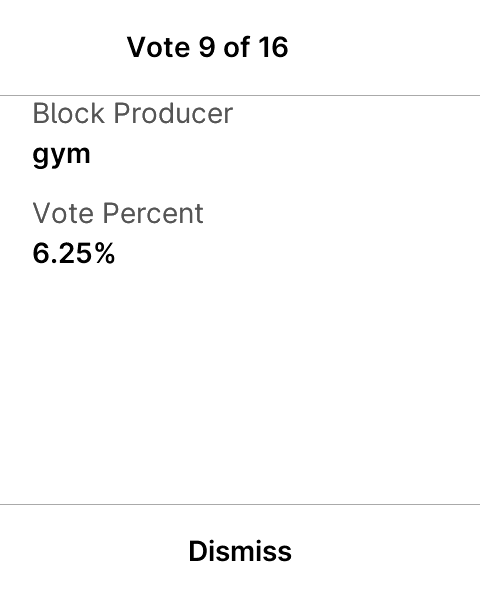 Vote 9 of 16
Block Producer
gym
Vote Percent
6.25%
Dismiss